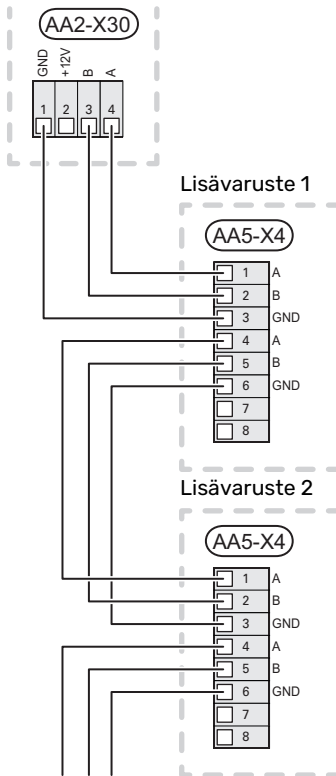 AA2-X30
GND +12V B A
1 2 3 4
Lisävaruste 1
AA5-X4
1 A
2 B
3 GND
4 A
5 B
6 GND
7
8
Lisävaruste 2
AA5-X4
1 A
2 B
3 GND
4 A
5 B
6 GND
7
8